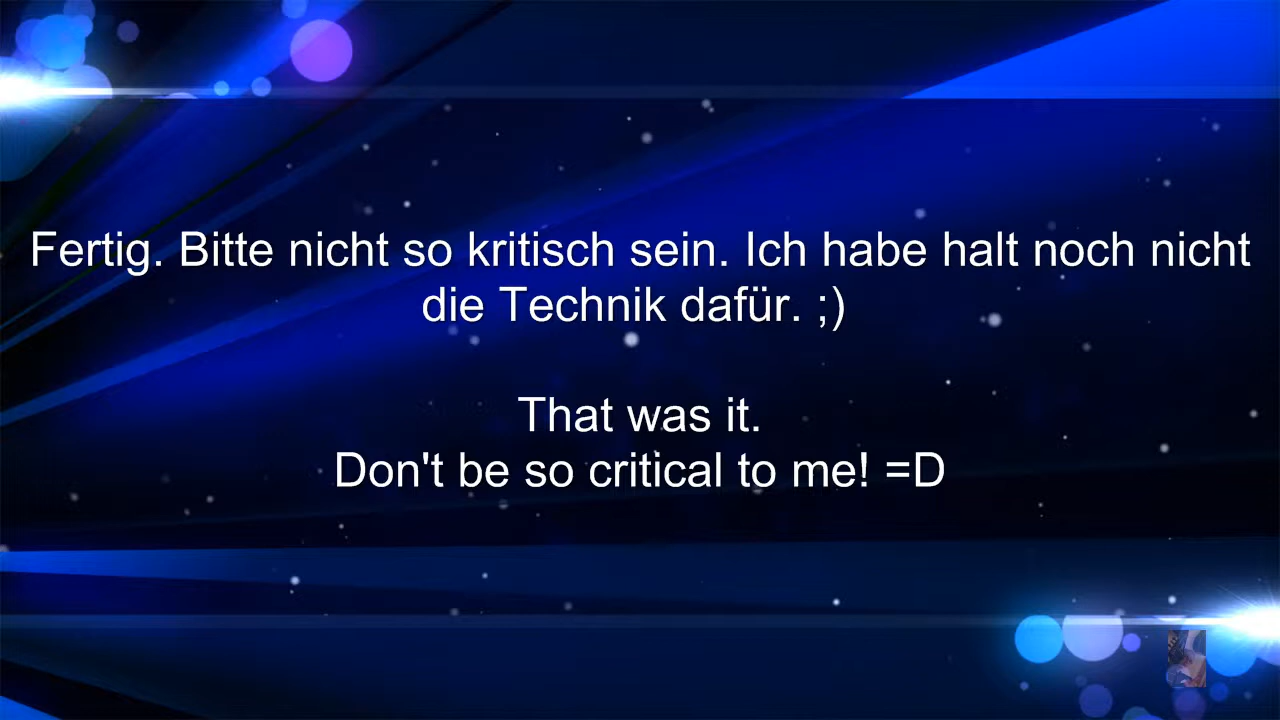 Fertig. Bitte nicht so kritisch sein. Ich habe halt noch nicht
die Technik dafür. ;)
That was it.
Don't be so critical to me! =D